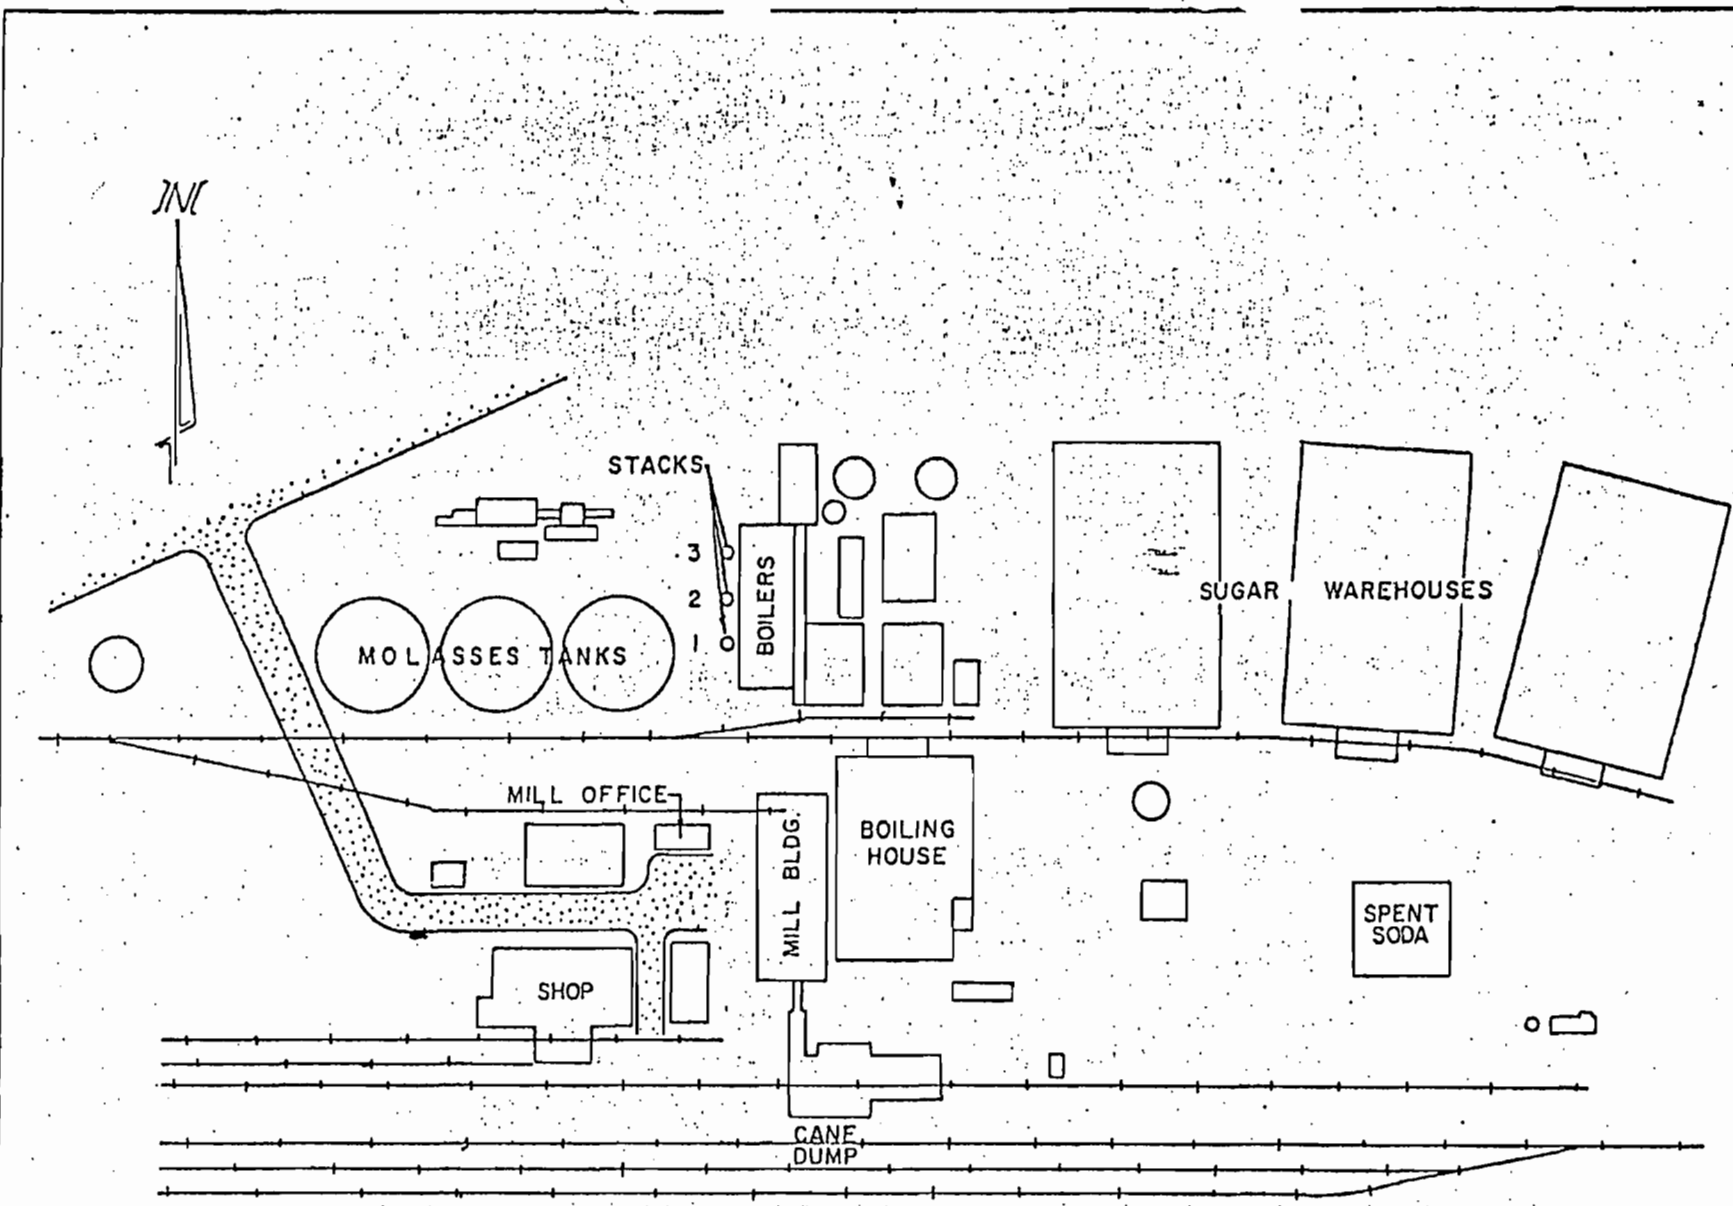 N
STACKS
3
2
1
BOILERS
MOLASSES TANKS
SUGAR WAREHOUSES
MILL OFFICE
MILL BLDG.
BOILING
HOUSE
SPENT
SODA
SHOP
CANE
DUMP